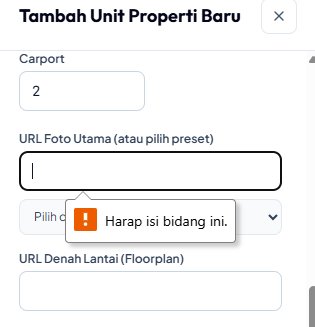 Tambah Unit Properti Baru
Carport
2
URL Foto Utama (atau pilih preset)
Pilih
Harap isi bidang ini.
URL Denah Lantai (Floorplan)